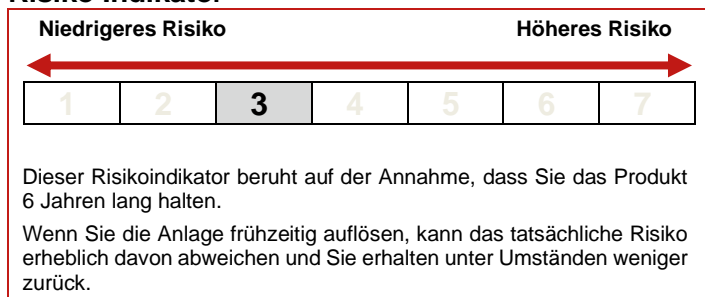 Risiko-Indikator
Niedrigeres Risiko Höheres Risiko
1 2 3 4 5 6 7
Dieser Risikoindikator beruht auf der Annahme, dass Sie das Produkt
6 Jahren lang halten.
Wenn Sie die Anlage frühzeitig auflösen, kann das tatsächliche Risiko
erheblich davon abweichen und Sie erhalten unter Umständen weniger
zurück.